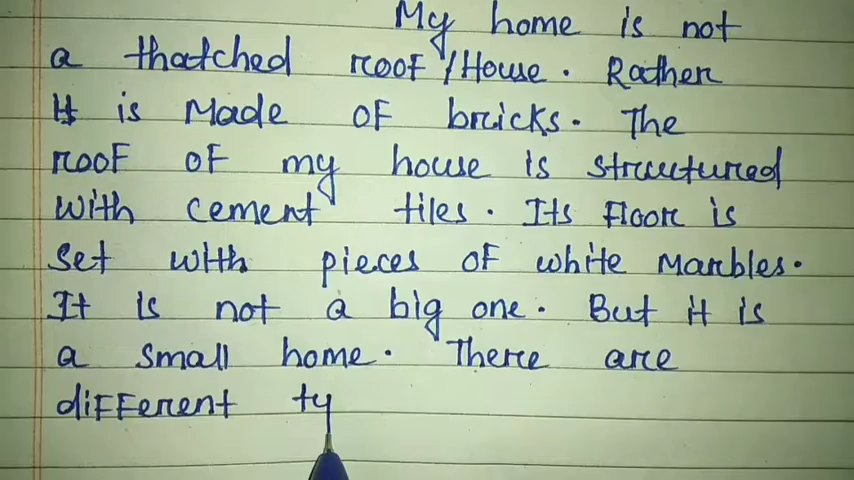 My home is not
a thatched roof/House. Rather
It is Made of bricks. The
roof of my house is structured
with cement tiles. Its Floor is
set with pieces of white Marbles.
It is not a big one. But it is
a small home. There are
different ty